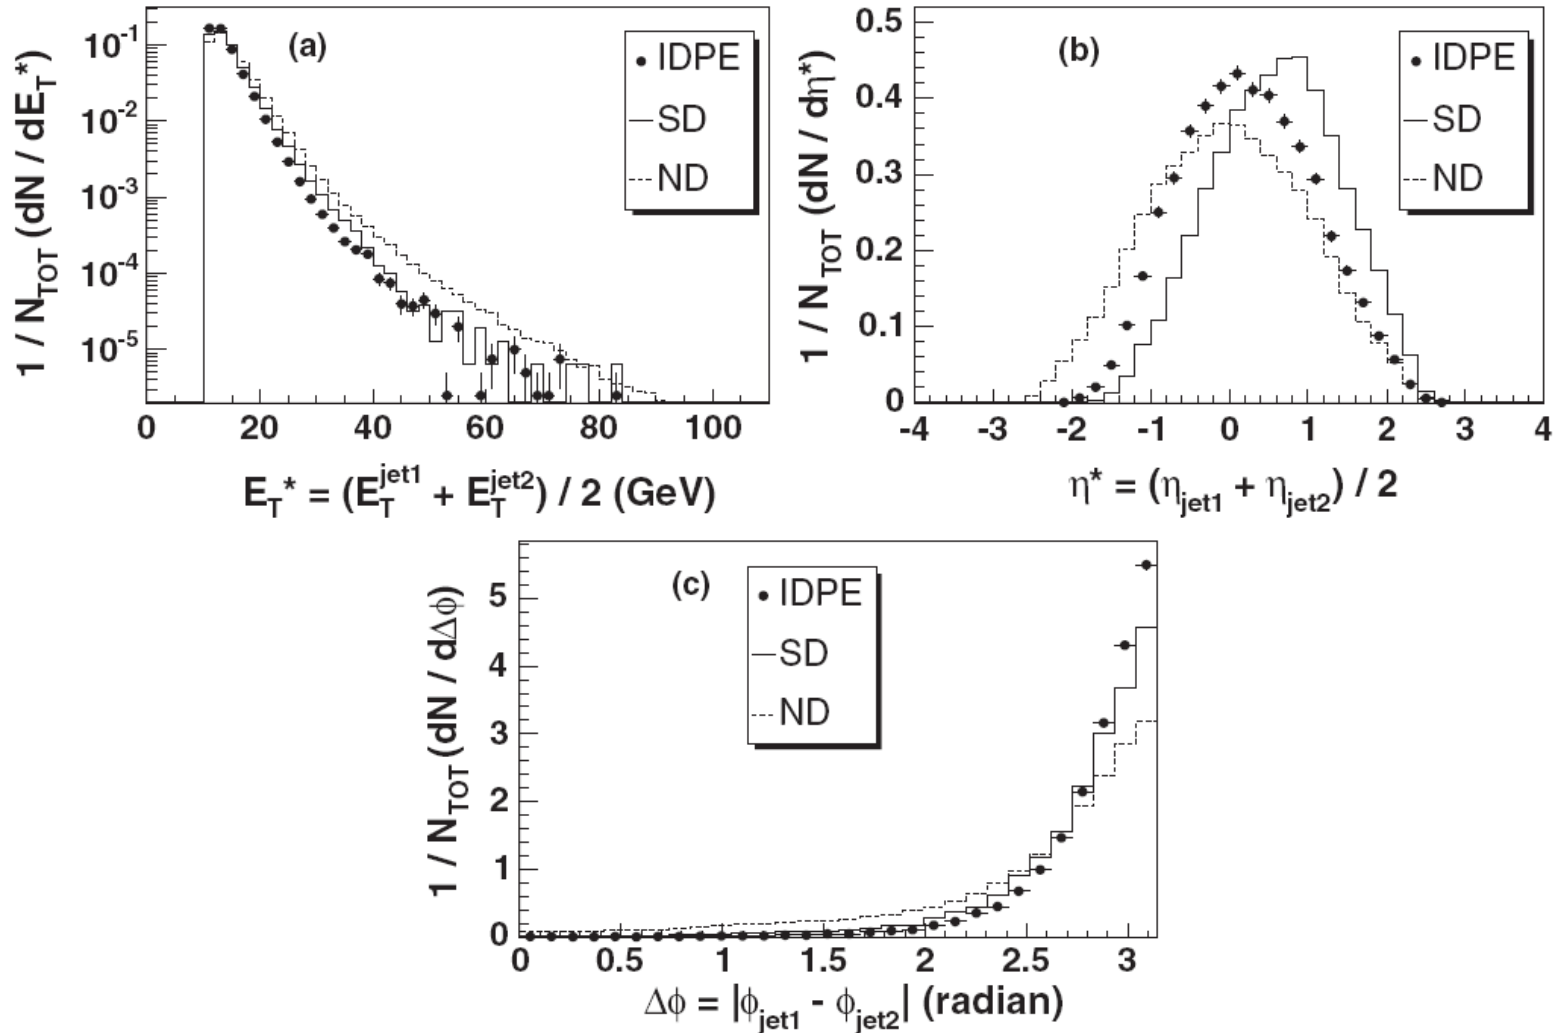 (a)
IDPE
SD
ND
1 / N_TOT (dN / dE_T*)
10^-1
10^-2
10^-3
10^-4
10^-5
0 20 40 60 80 100
E_T* = (E_T^jet1 + E_T^jet2) / 2 (GeV)
(b)
IDPE
SD
ND
1 / N_TOT (dN / dη*)
0.5
0.4
0.3
0.2
0.1
0
-4 -3 -2 -1 0 1 2 3 4
η* = (η_jet1 + η_jet2) / 2
(c)
IDPE
SD
ND
1 / N_TOT (dN / dΔϕ)
5
4
3
2
1
0
0 0.5 1 1.5 2 2.5 3
Δϕ = |ϕ_jet1 - ϕ_jet2| (radian)